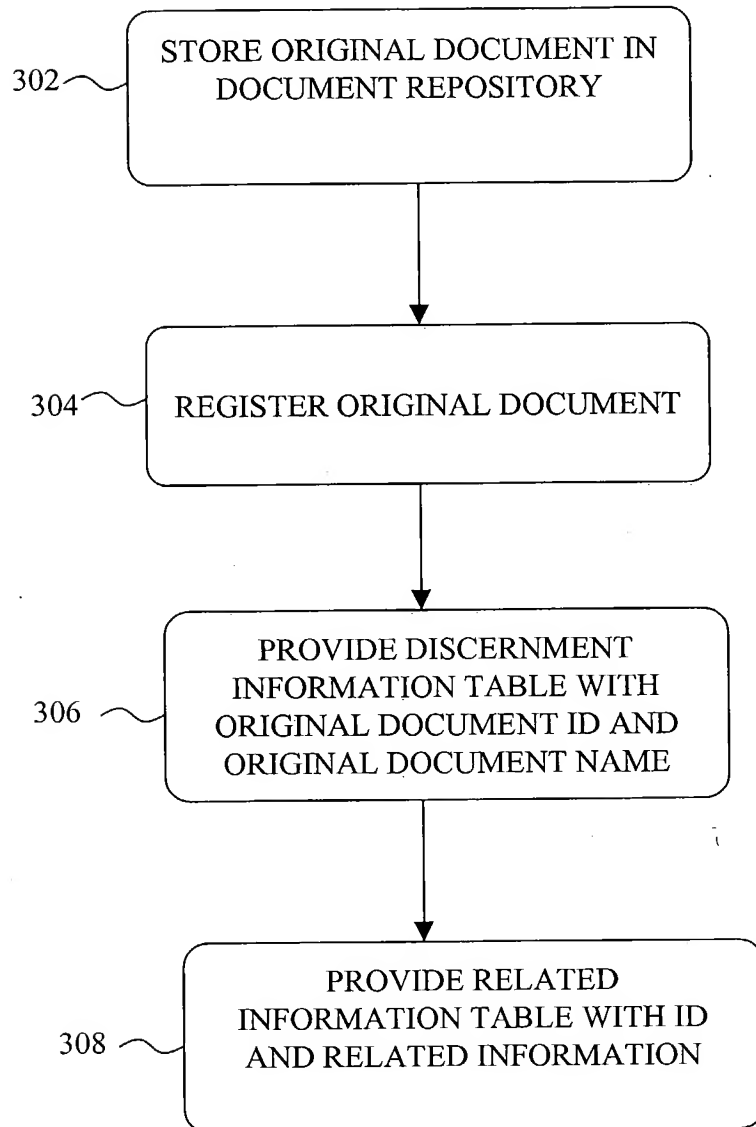 302
STORE ORIGINAL DOCUMENT IN
DOCUMENT REPOSITORY
304
REGISTER ORIGINAL DOCUMENT
306
PROVIDE DISCERNMENT
INFORMATION TABLE WITH
ORIGINAL DOCUMENT ID AND
ORIGINAL DOCUMENT NAME
308
PROVIDE RELATED
INFORMATION TABLE WITH ID
AND RELATED INFORMATION